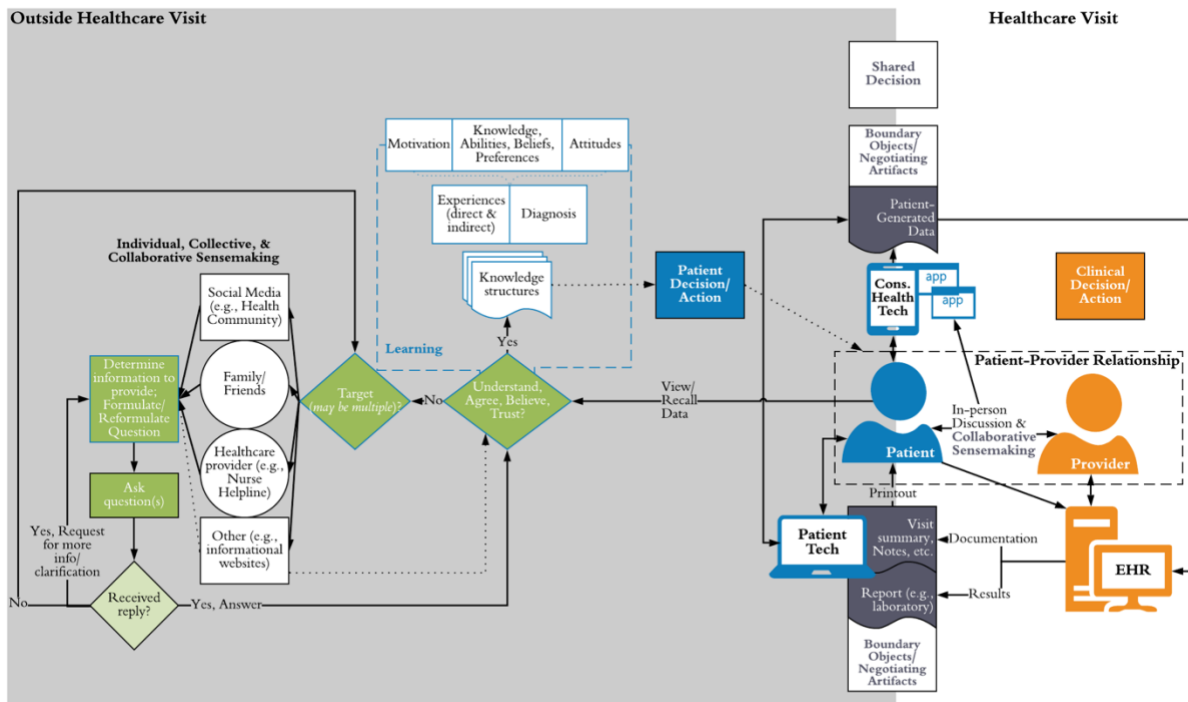 Outside Healthcare Visit
Healthcare Visit
Shared
Decision
Boundary
Objects/
Negotiating
Artifacts
Patient-
Generated
Data
Motivation
Knowledge,
Abilities, Beliefs,
Preferences
Attitudes
Experiences
(direct &
indirect)
Diagnosis
Knowledge
structures
Learning
Patient
Decision/
Action
Cons.
Health
Tech
app
app
Clinical
Decision/
Action
Individual, Collective, &
Collaborative Sensemaking
Social Media
(e.g., Health
Community)
Family/
Friends
Healthcare
provider (e.g.,
Nurse
Helpline)
Other (e.g.,
informational
websites)
Determine
information to
provide;
Formulate/
Reformulate
Question
Ask
question(s)
Received
reply?
Yes, Request
for more
info/
clarification
No
Yes, Answer
Target
(may be multiple)?
No
Understand,
Agree, Believe,
Trust?
Yes
View/
Recall
Data
Patient-Provider Relationship
In-person
Discussion &
Collaborative
Sensemaking
Patient
Provider
Printout
Patient
Tech
Visit
summary,
Notes, etc.
Documentation
Report (e.g.,
laboratory)
Results
EHR
Boundary
Objects/
Negotiating
Artifacts